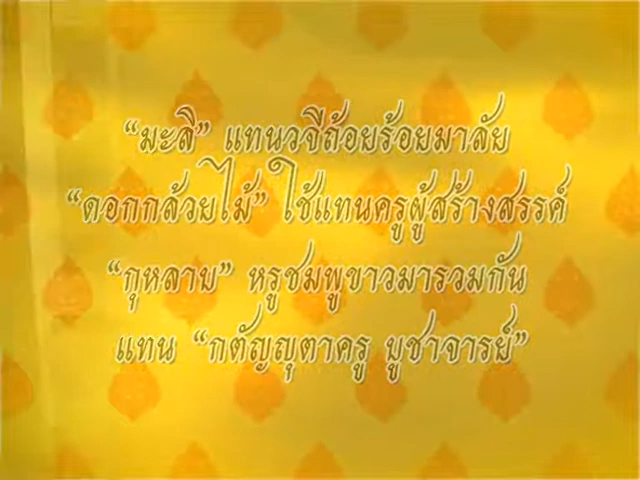 “มะลิ” แทนวจีถ้อยร้อยมาลัย
“ดอกกล้วยไม้” ใช้แทนครูผู้สร้างสรรค์
“กุหลาบ” หรูชมพูขาวมารวมกัน
แทน “กตัญญุตาครู บูชาจารย์”